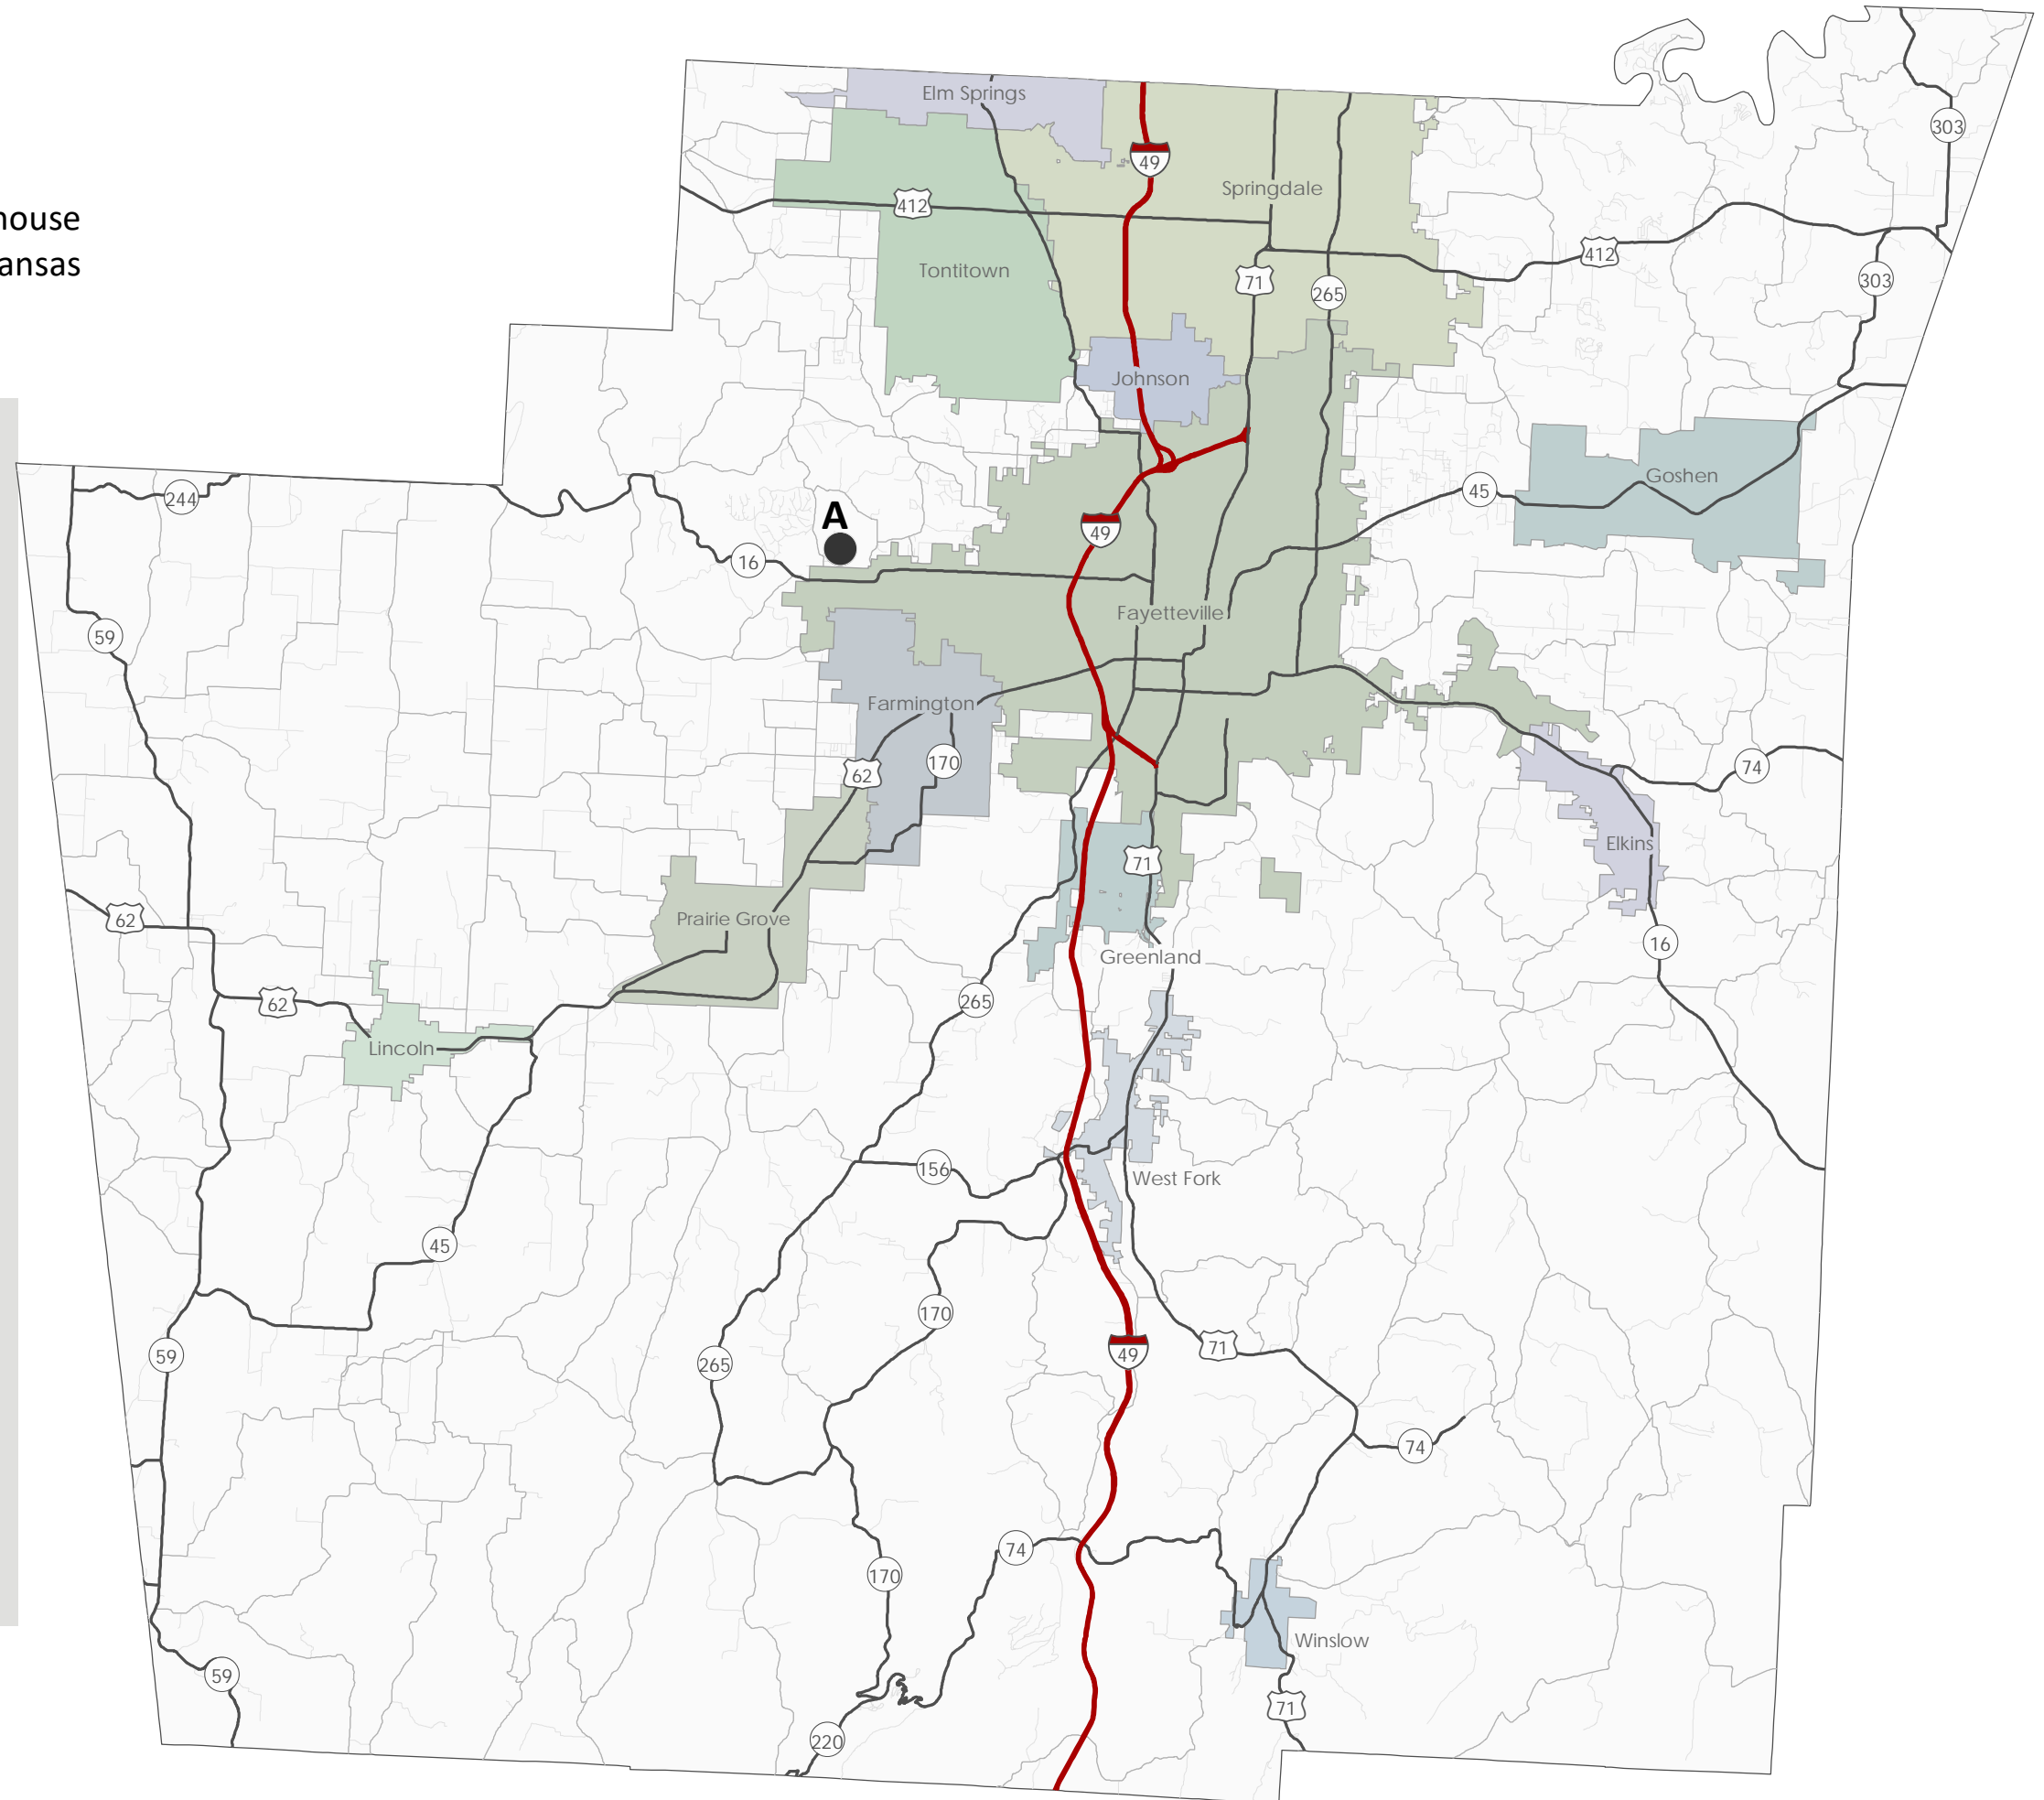 Elm Springs
303
49
Springdale
412
house
412
ansas
Tontitown
71
265
303
Johnson
Goshen
45
244
A
49
16
Fayetteville
59
Farmington
62
170
74
Elkins
71
Prairie Grove
62
16
Greenland
62
265
Lincoln
156
West Fork
45
170
71
49
59
265
74
74
170
Winslow
59
71
220